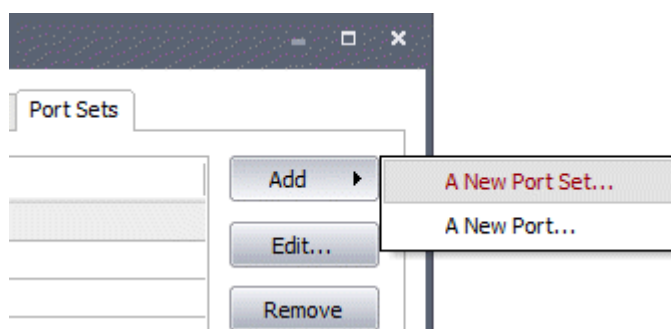 Port Sets
Add
A New Port Set...
A New Port...
Edit...
Remove